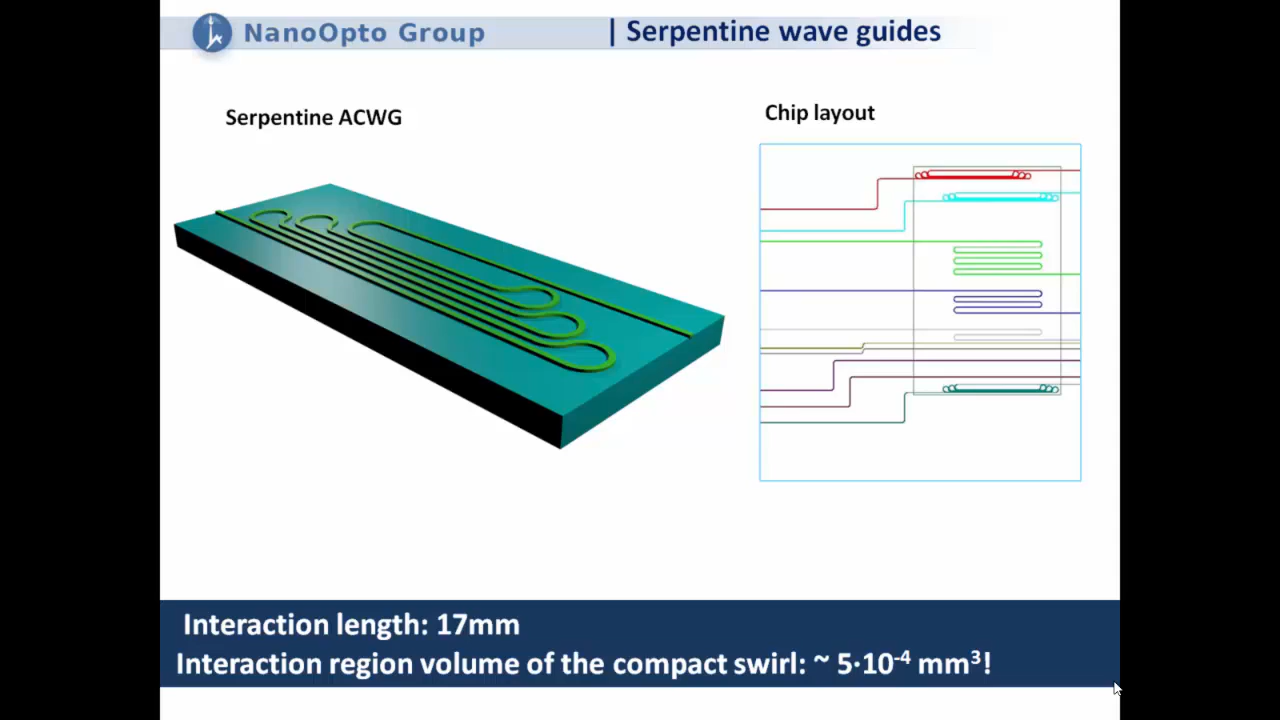 NanoOpto Group
| Serpentine wave guides
Serpentine ACWG
Chip layout
Interaction length: 17mm
Interaction region volume of the compact swirl: ~ 5·10⁻⁴ mm³!